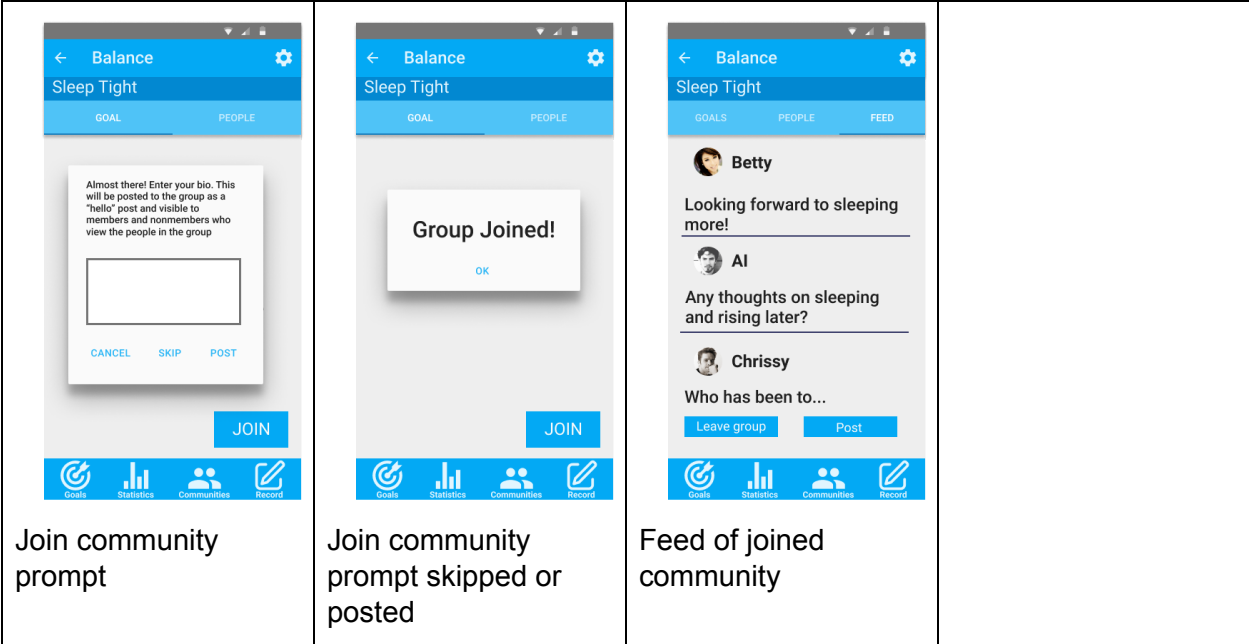 Balance
Sleep Tight
GOAL PEOPLE
Almost there! Enter your bio. This
will be posted to the group as a
"hello" post and visible to
members and nonmembers who
view the people in the group
CANCEL SKIP POST
JOIN
Goals Statistics Communities Record
Join community
prompt
Balance
Sleep Tight
GOAL PEOPLE
Group Joined!
OK
JOIN
Goals Statistics Communities Record
Join community
prompt skipped or
posted
Balance
Sleep Tight
GOALS PEOPLE FEED
Betty
Looking forward to sleeping
more!
Al
Any thoughts on sleeping
and rising later?
Chrissy
Who has been to...
Leave group Post
Goals Statistics Communities Record
Feed of joined
community